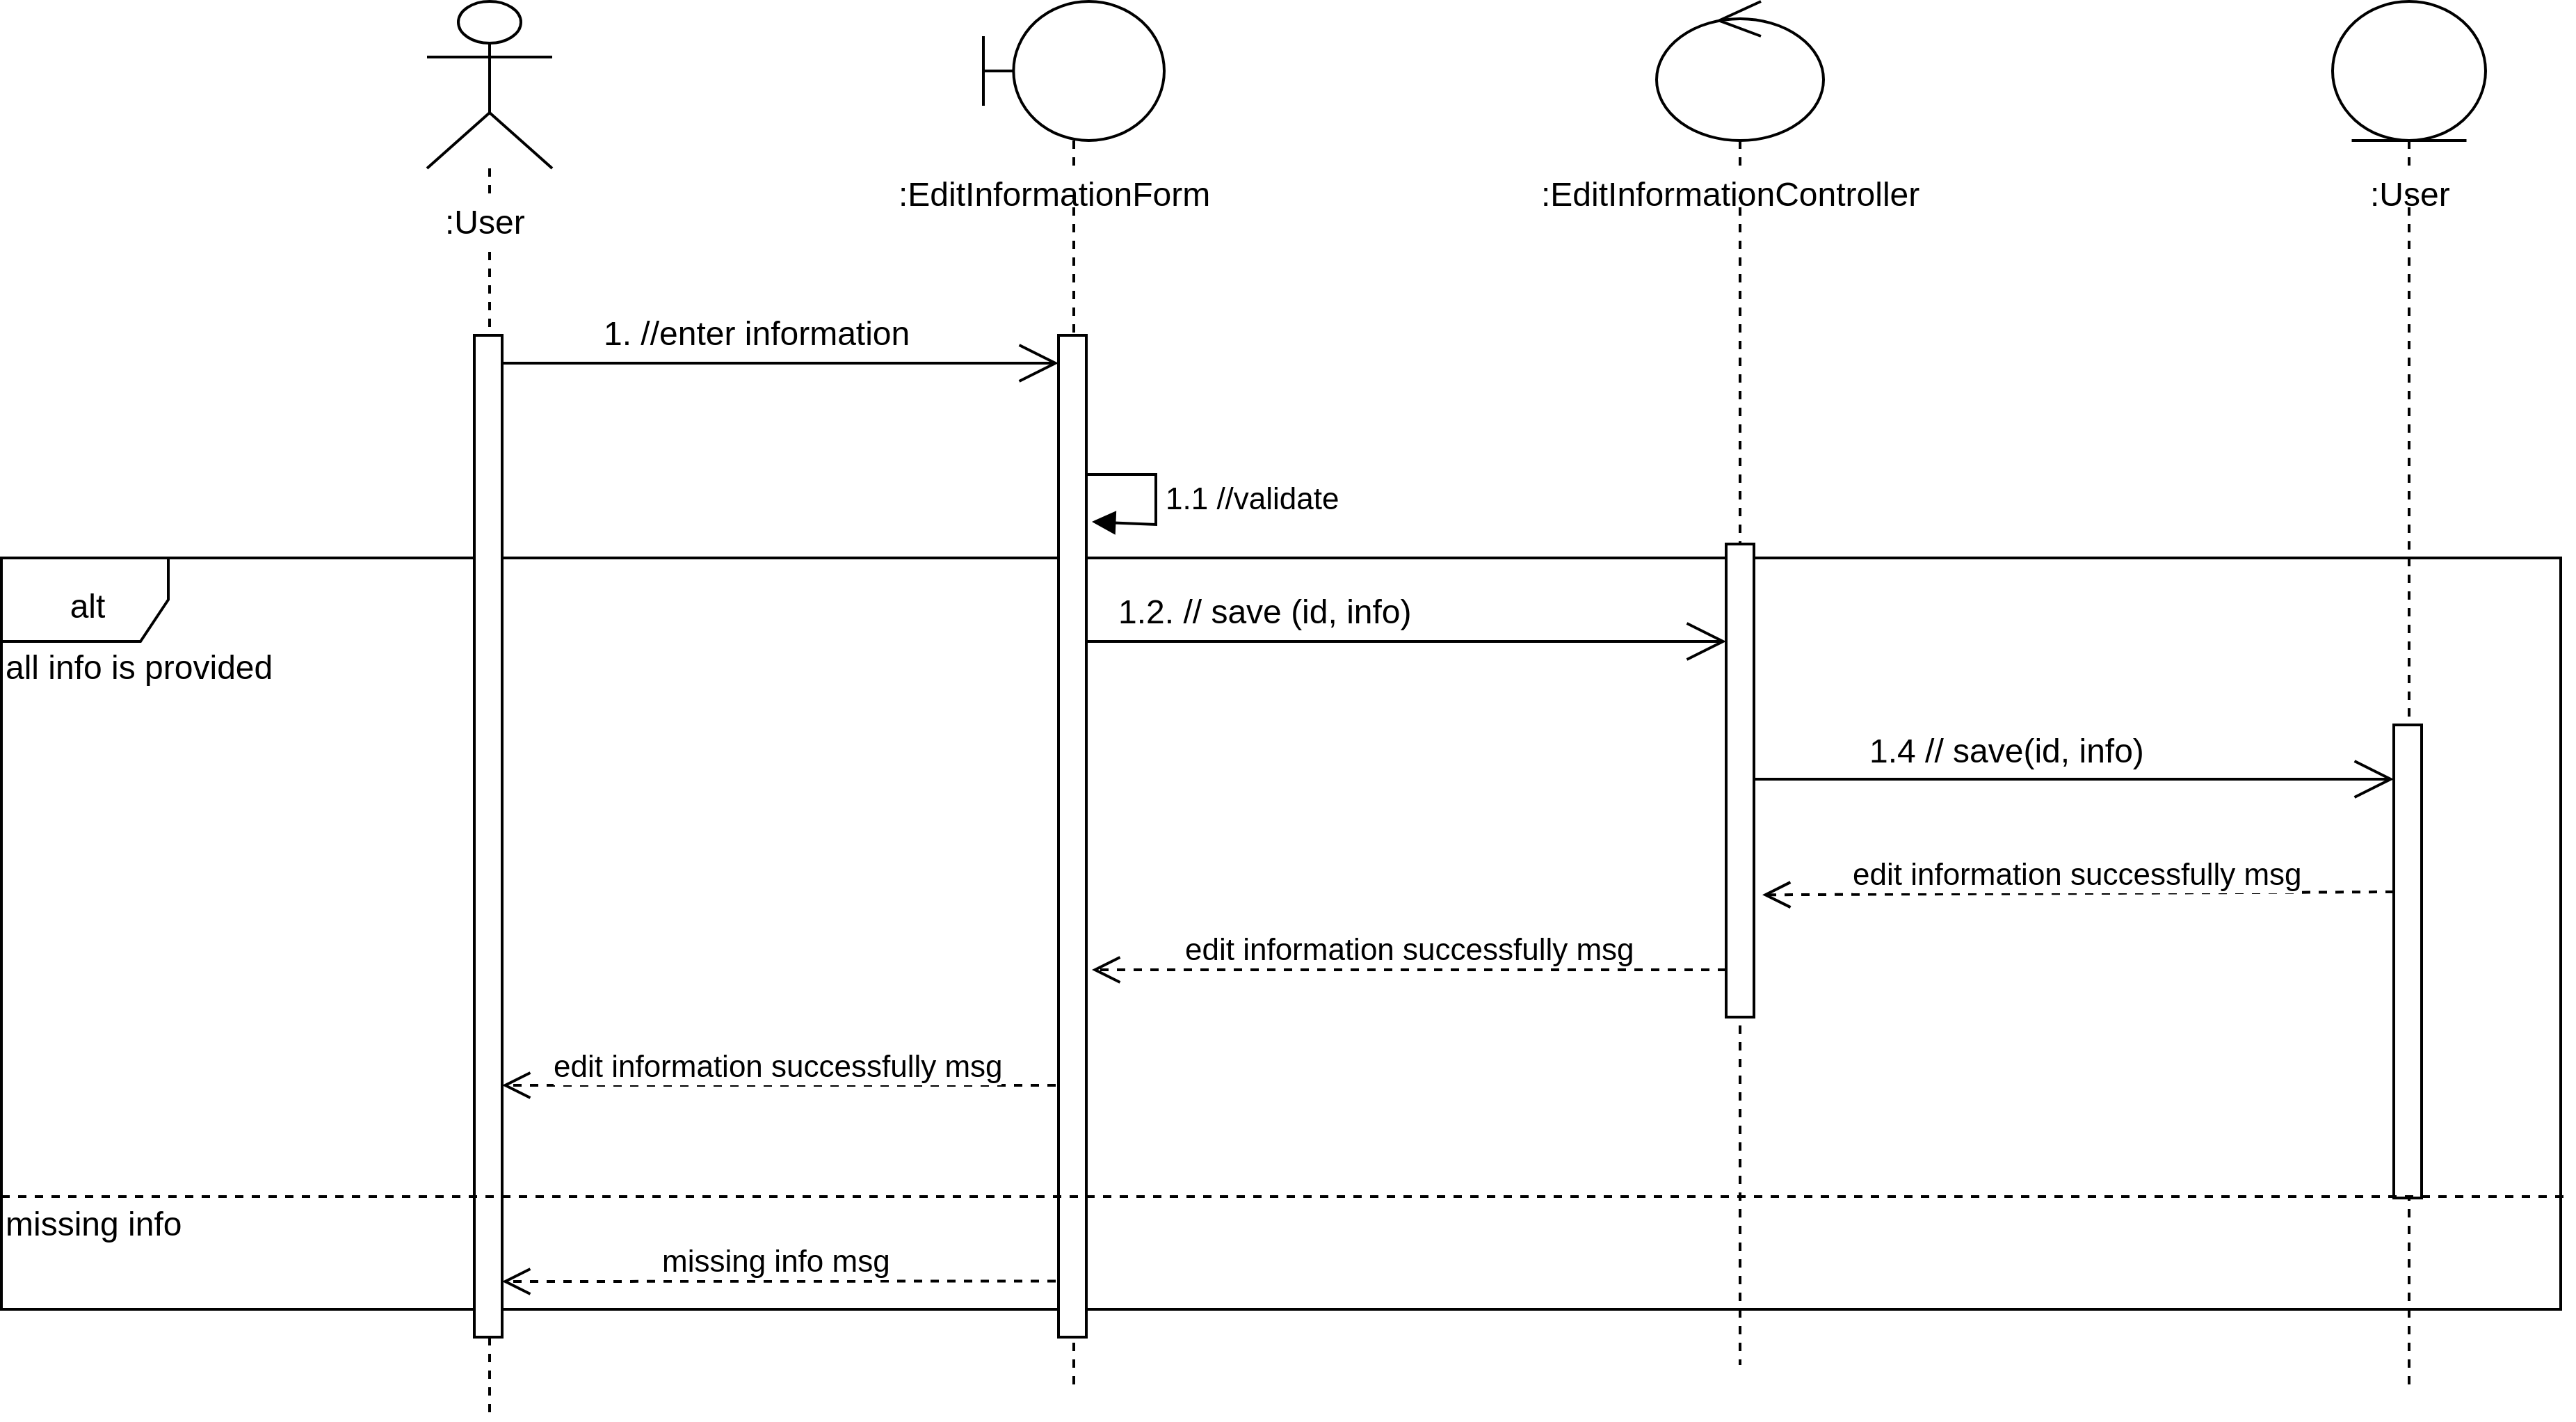 :User
:EditInformationForm
:EditInformationController
:User
1. //enter information
1.1 //validate
alt
all info is provided
1.2. // save (id, info)
1.4 // save(id, info)
edit information successfully msg
edit information successfully msg
edit information successfully msg
missing info
missing info msg